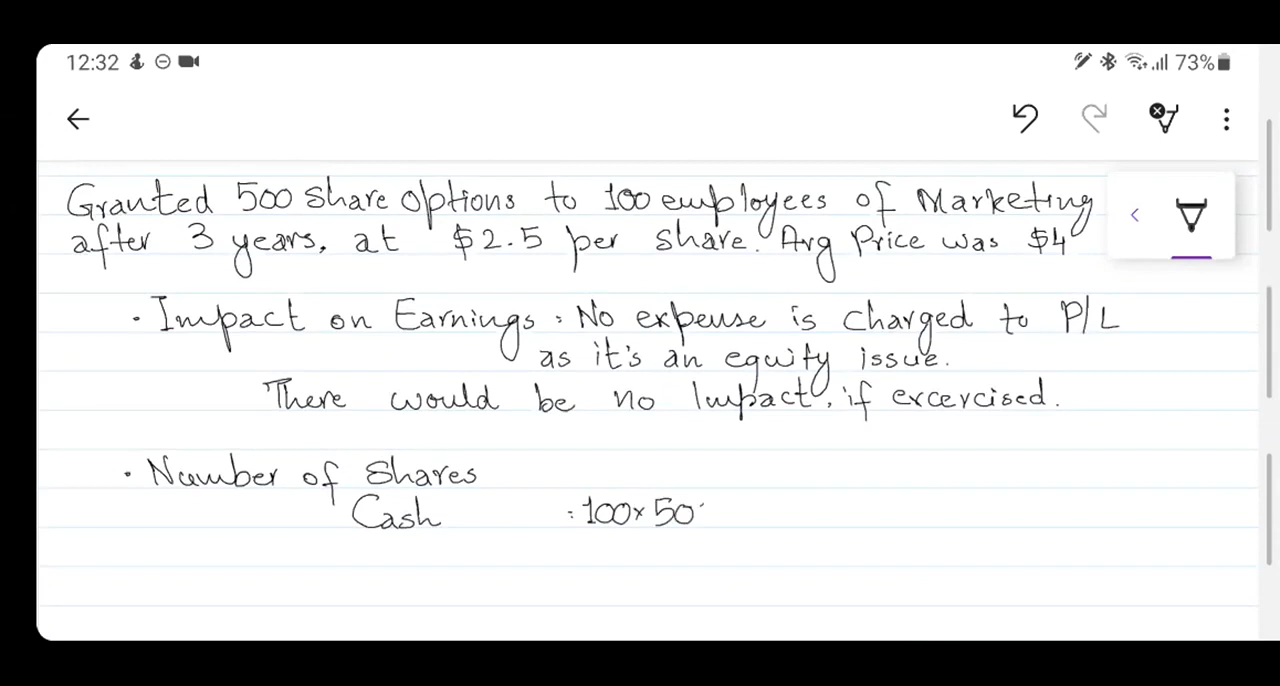 12:32 73%
Granted 500 share options to 100 employees of Marketing
after 3 years, at $2.5 per share. Avg Price was $4
· Impact on Earnings : No expense is charged to P/L
as it's an equity issue.
There would be no Impact, if excercised.
· Number of Shares
Cash :100x50